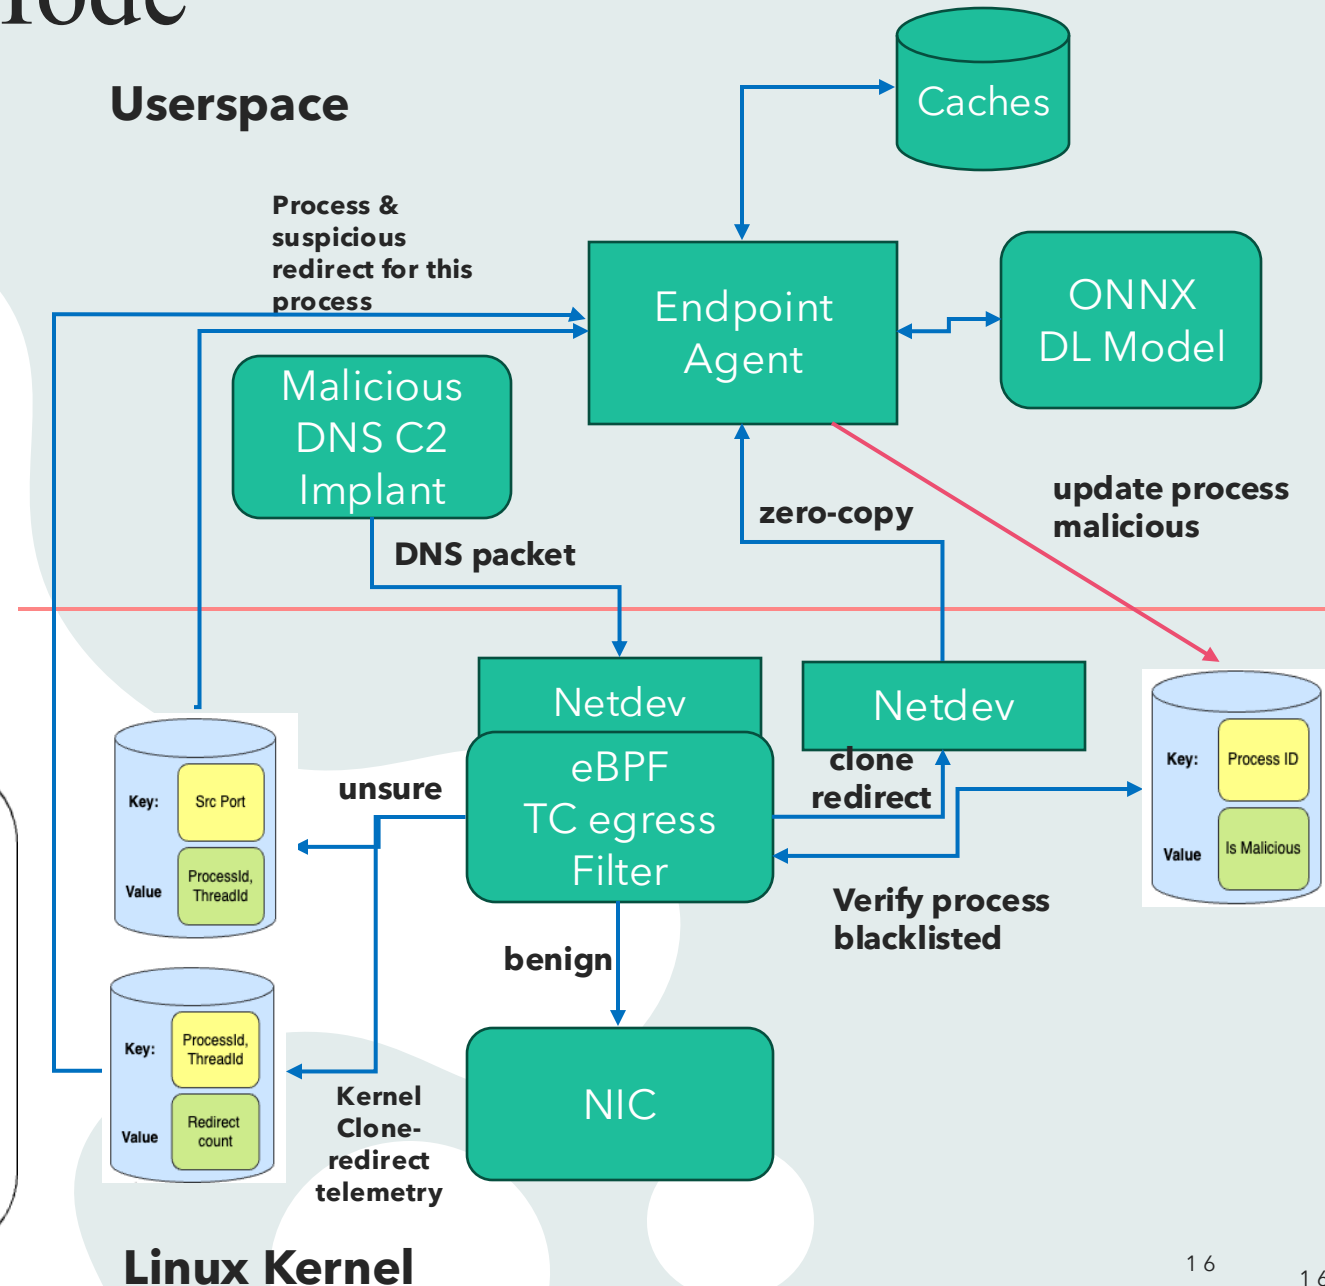 Userspace
Caches
Process &
suspicious
redirect for this
process
Endpoint
Agent
ONNX
DL Model
Malicious
DNS C2
Implant
DNS packet
zero-copy
update process
malicious
Netdev
Netdev
eBPF
TC egress
Filter
clone
redirect
unsure
Key:
Src Port
Value
ProcessId,
ThreadId
Key:
Process ID
Value
Is Malicious
Verify process
blacklisted
benign
Key:
ProcessId,
ThreadId
Value
Redirect
count
Kernel
Clone-
redirect
telemetry
NIC
Linux Kernel
16
16